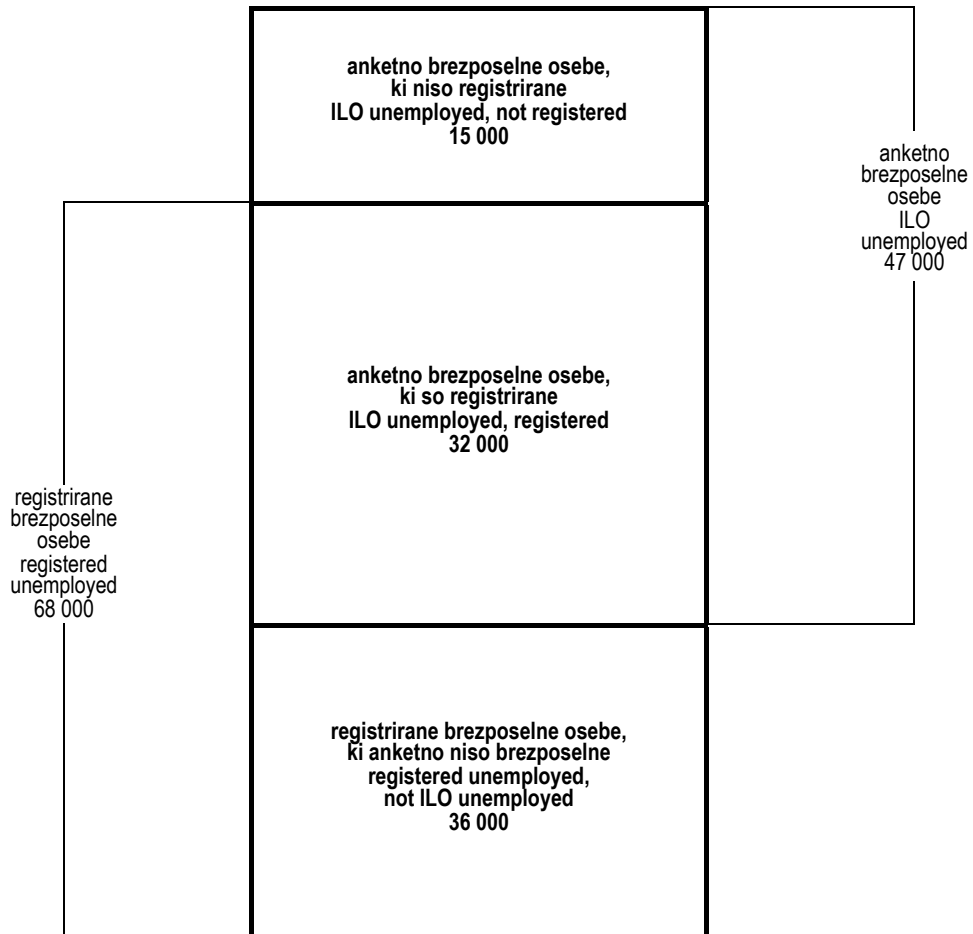 anketno brezposelne osebe,
ki niso registrirane
ILO unemployed, not registered
15 000
anketno
brezposelne
osebe
ILO
unemployed
47 000
anketno brezposelne osebe,
ki so registrirane
ILO unemployed, registered
32 000
registrirane
brezposelne
osebe
registered
unemployed
68 000
registrirane brezposelne osebe,
ki anketno niso brezposelne
registered unemployed,
not ILO unemployed
36 000